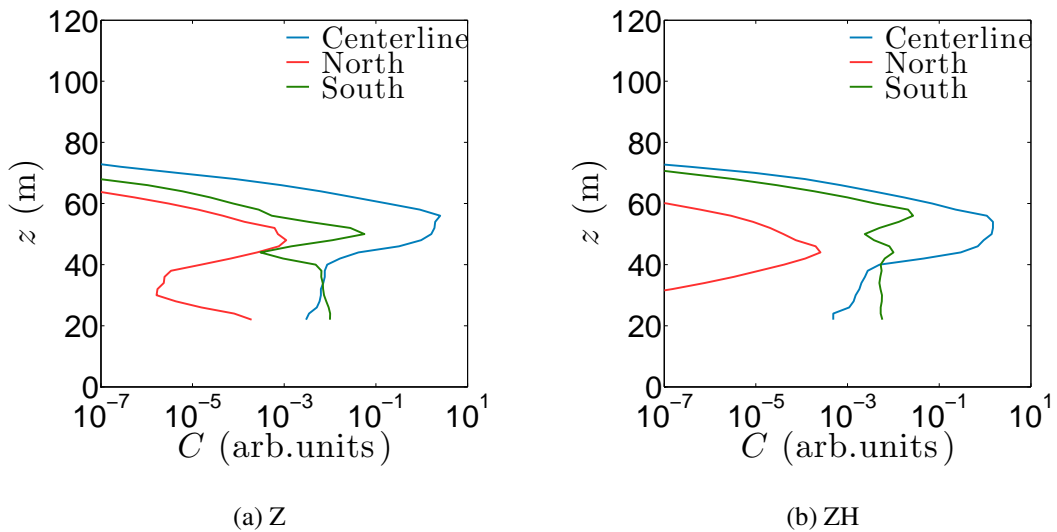 120
100
80
60
40
20
0
z (m)
10^-7
10^-5
10^-3
10^-1
10^1
C (arb.units)
Centerline
North
South
(a) Z
120
100
80
60
40
20
0
z (m)
10^-7
10^-5
10^-3
10^-1
10^1
C (arb.units)
Centerline
North
South
(b) ZH